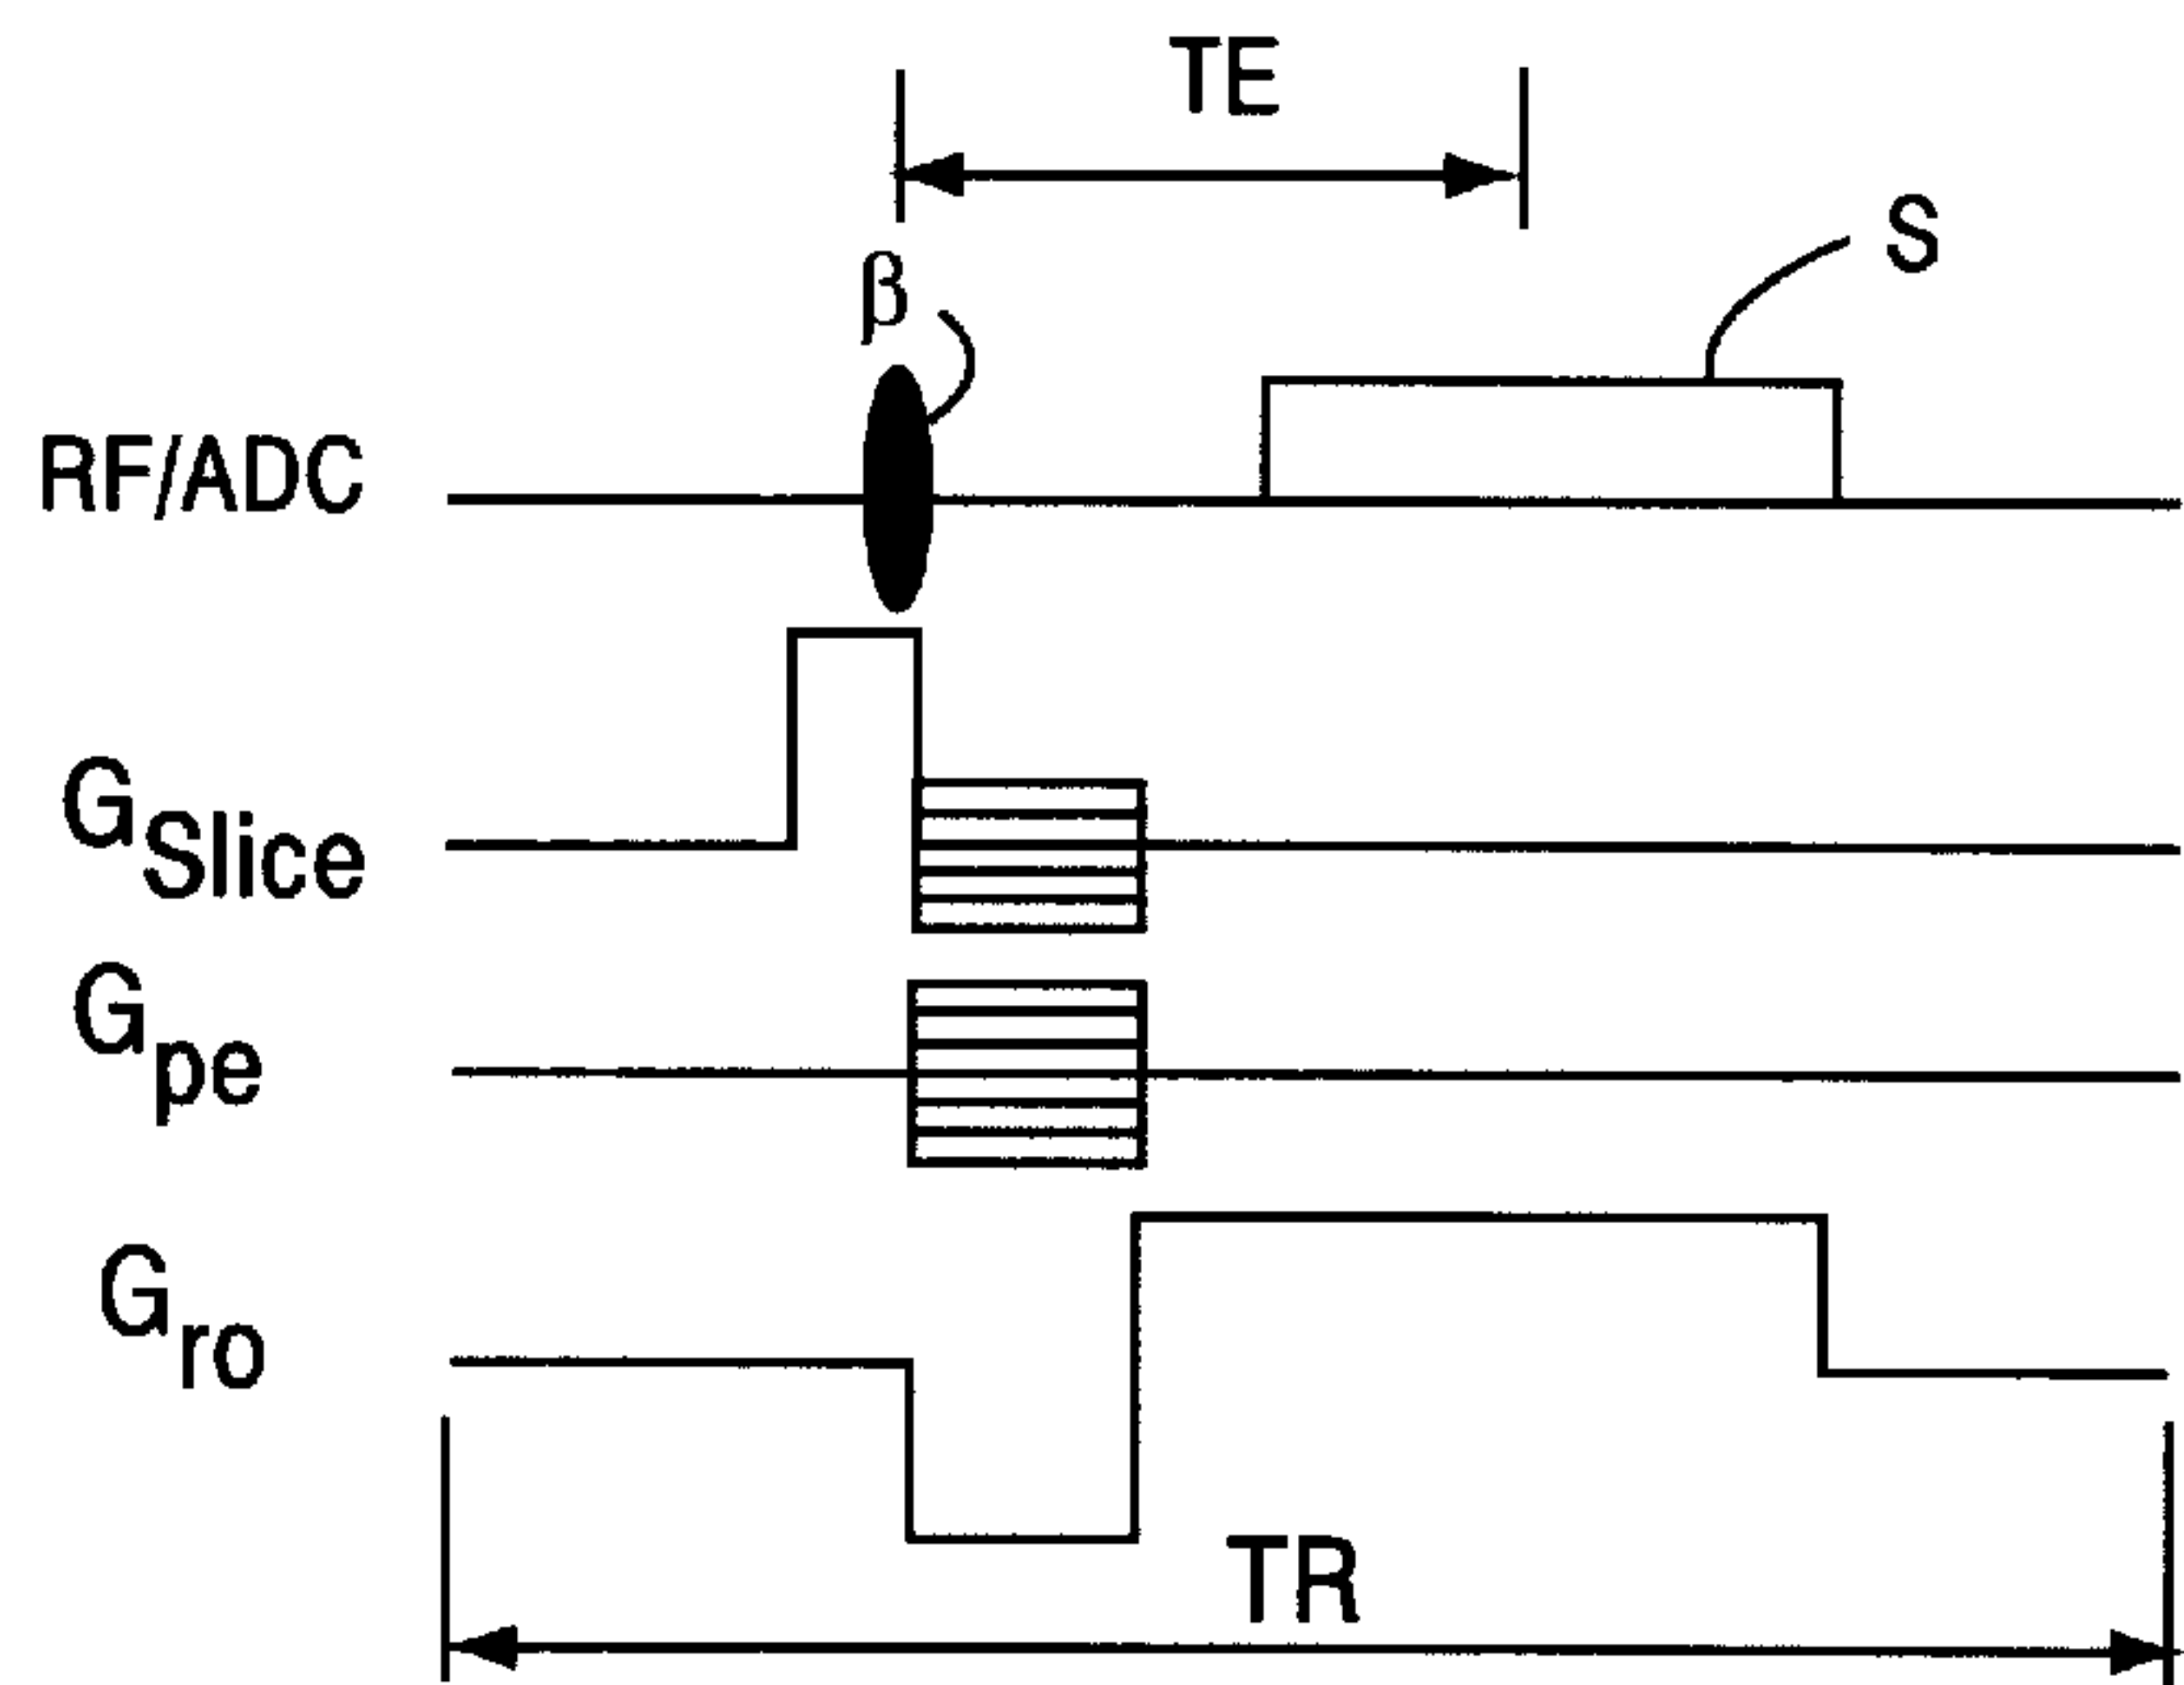 TE
β
S
RF/ADC
GSlice
Gpe
Gro
TR